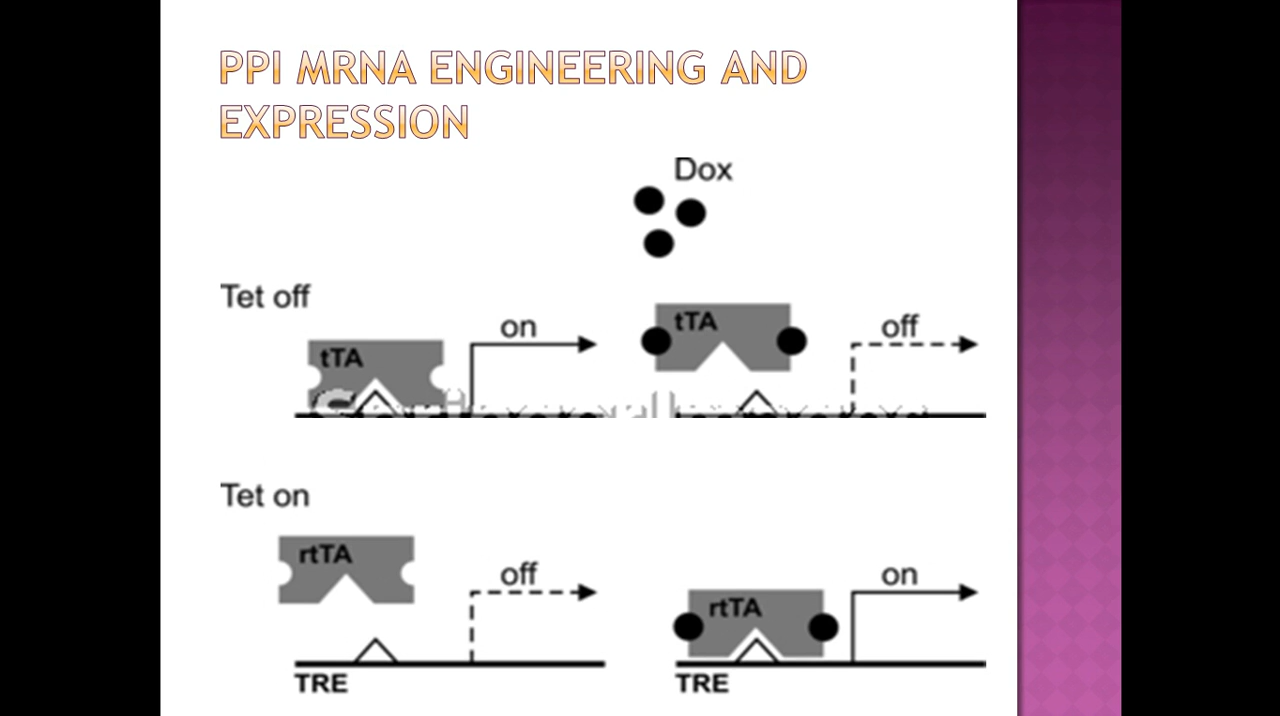 PPI MRNA ENGINEERING AND
EXPRESSION
Dox
Tet off
tTA
on
tTA
off
Tet on
rtTA
off
rtTA
on
TRE
TRE